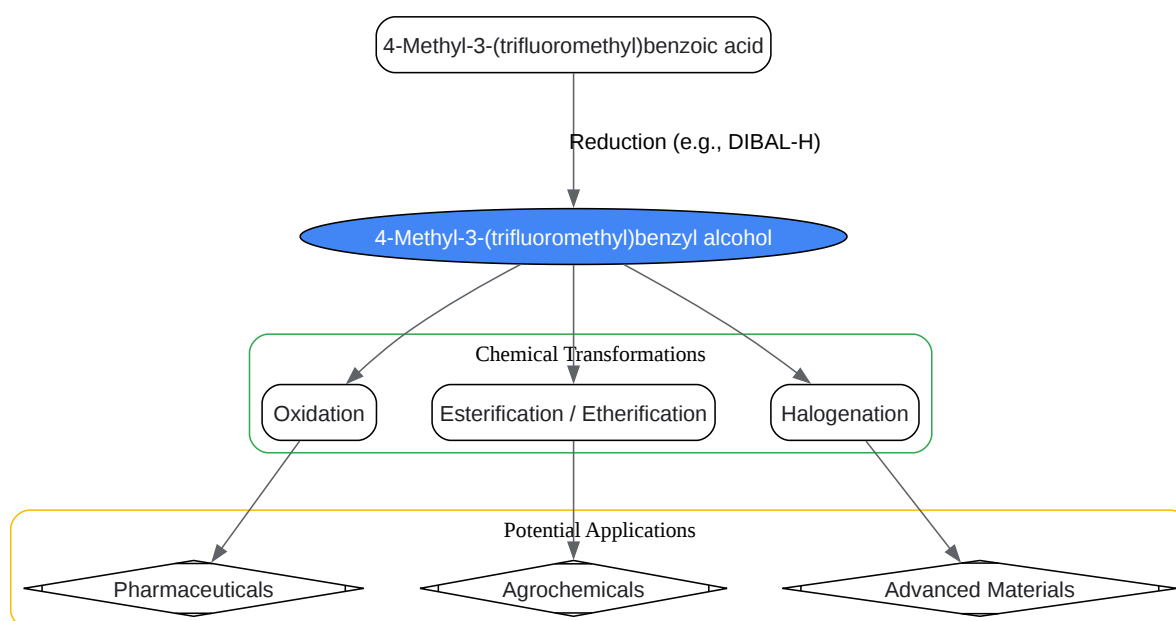 4-Methyl-3-(trifluoromethyl)benzoic acid
Reduction (e.g., DIBAL-H)
4-Methyl-3-(trifluoromethyl)benzyl alcohol
Chemical Transformations
Oxidation
Esterification / Etherification
Halogenation
Potential Applications
Pharmaceuticals
Agrochemicals
Advanced Materials